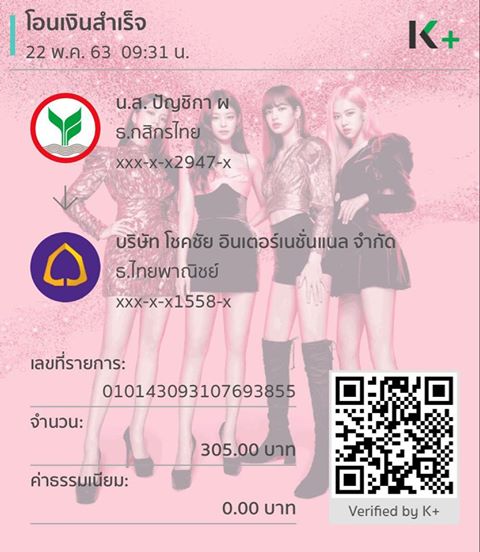 โอนเงินสำเร็จ
22 พ.ค. 63 09:31 น.
K+
น.ส. ปัญชิกา ผ
ธ.กสิกรไทย
xxx-x-x2947-x
บริษัท โชคชัย อินเตอร์เนชั่นแนล จำกัด
ธ.ไทยพาณิชย์
xxx-x-x1558-x
เลขที่รายการ:
010143093107693855
จำนวน:
305.00 บาท
ค่าธรรมเนียม:
0.00 บาท
Verified by K+